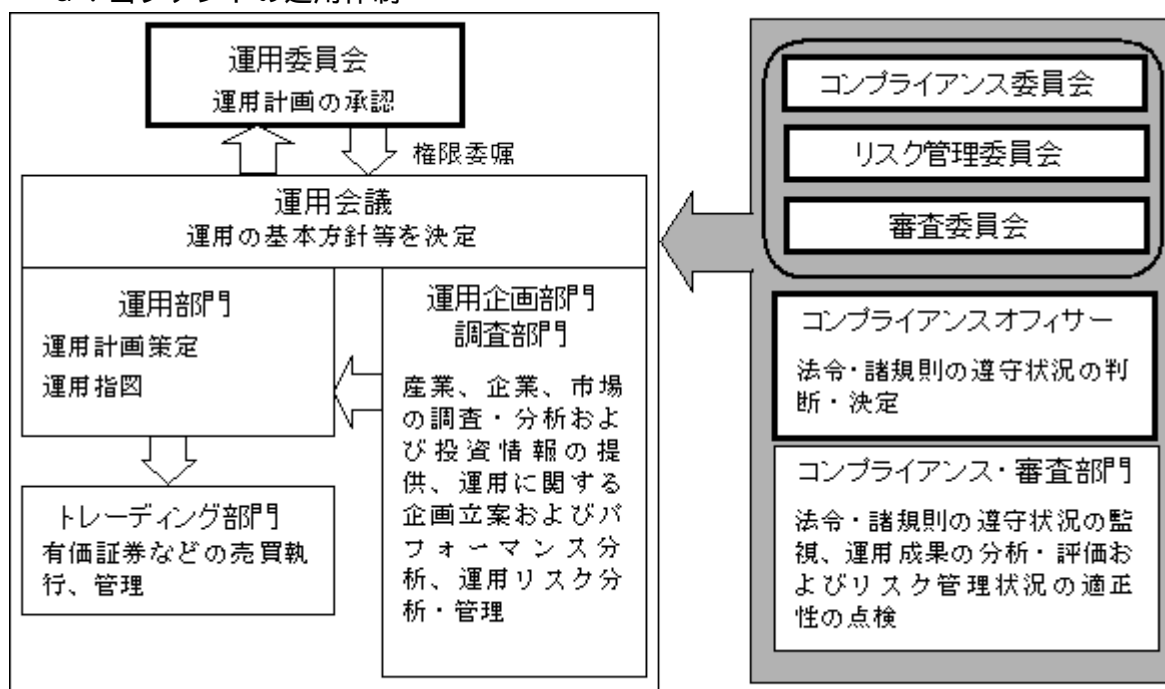 運用委員会
運用計画の承認
権限委嘱
運用会議
運用の基本方針等を決定
運用部門
運用計画策定
運用指図
運用企画部門
調査部門
産業、企業、市場
の調査・分析およ
び投資情報の提
供、運用に関する
企画立案およびパ
フォーマンス分
析、運用リスク分
析・管理
トレーディング部門
有価証券などの売買執
行、管理
コンプライアンス委員会
リスク管理委員会
審査委員会
コンプライアンスオフィサー
法令・諸規則の遵守状況の判
断・決定
コンプライアンス・審査部門
法令・諸規則の遵守状況の監
視、運用成果の分析・評価お
よびリスク管理状況の適正
性の点検